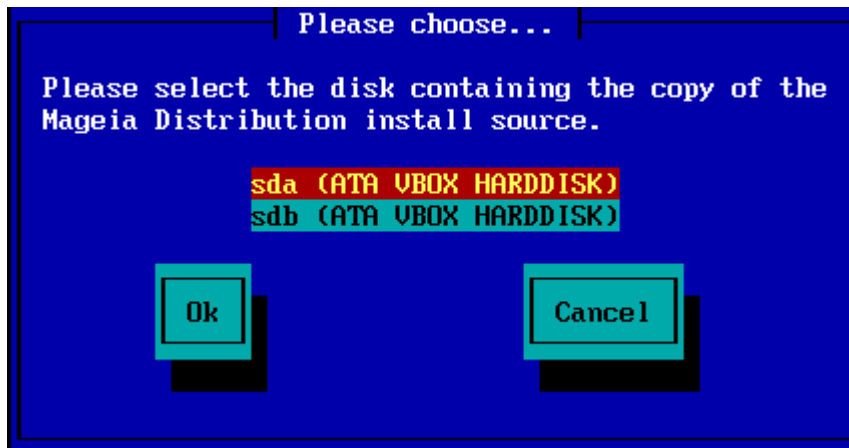 Please choose...
Please select the disk containing the copy of the
Mageia Distribution install source.
sda (ATA VBOX HARDDISK)
sdb (ATA VBOX HARDDISK)
Ok Cancel